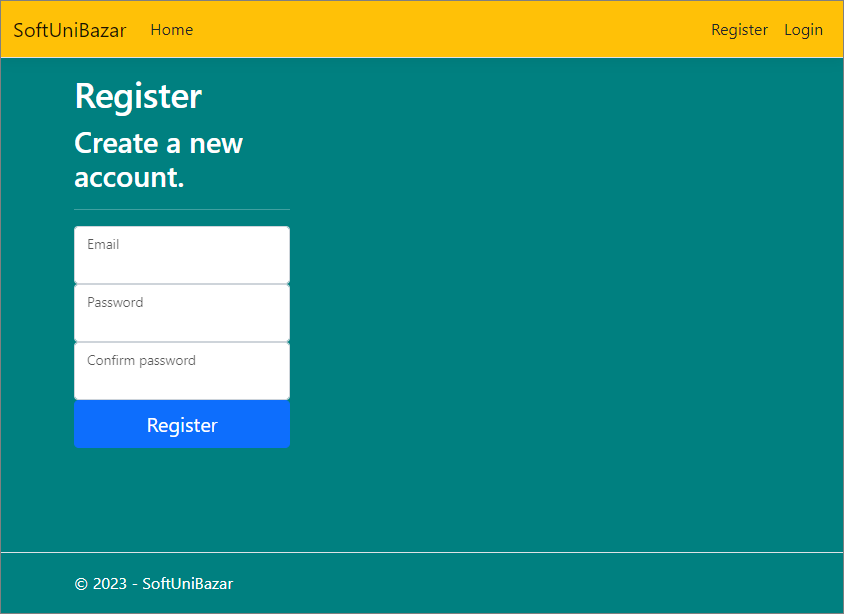 SoftUniBazar Home Register Login
Register
Create a new
account.
Email
Password
Confirm password
Register
© 2023 - SoftUniBazar